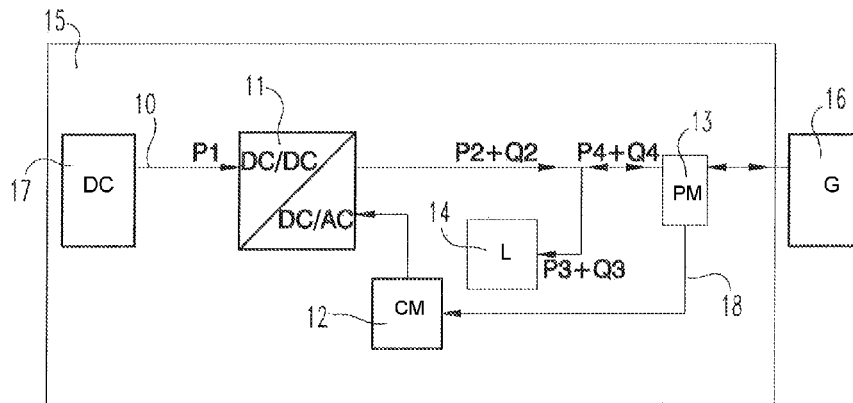 15
10
11
16
13
P1
DC/DC
P2+Q2
P4+Q4
17
DC
PM
G
DC/AC
14
L
P3+Q3
12
CM
18